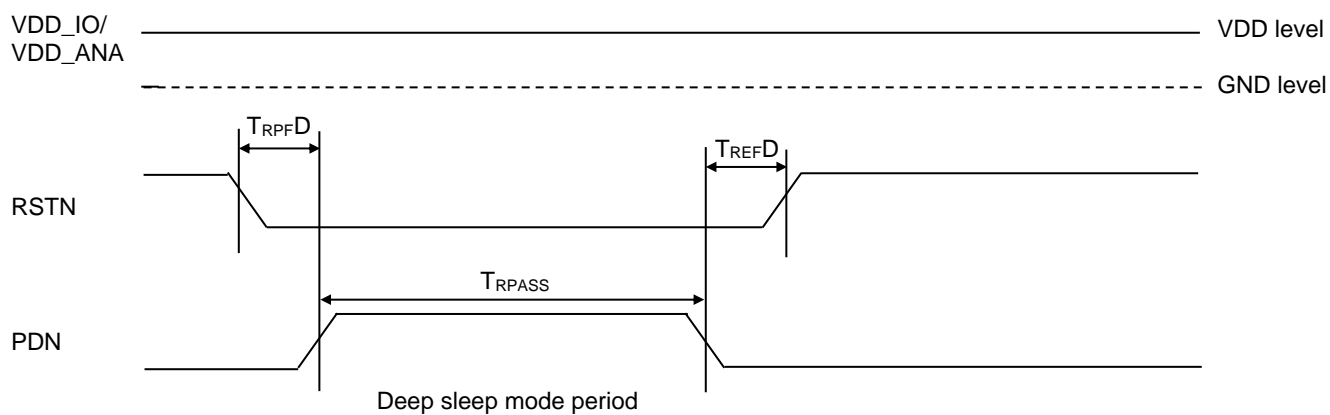 VDD_IO/
VDD_ANA
VDD level
GND level
TRPFD
TREFD
RSTN
TRPASS
PDN
Deep sleep mode period